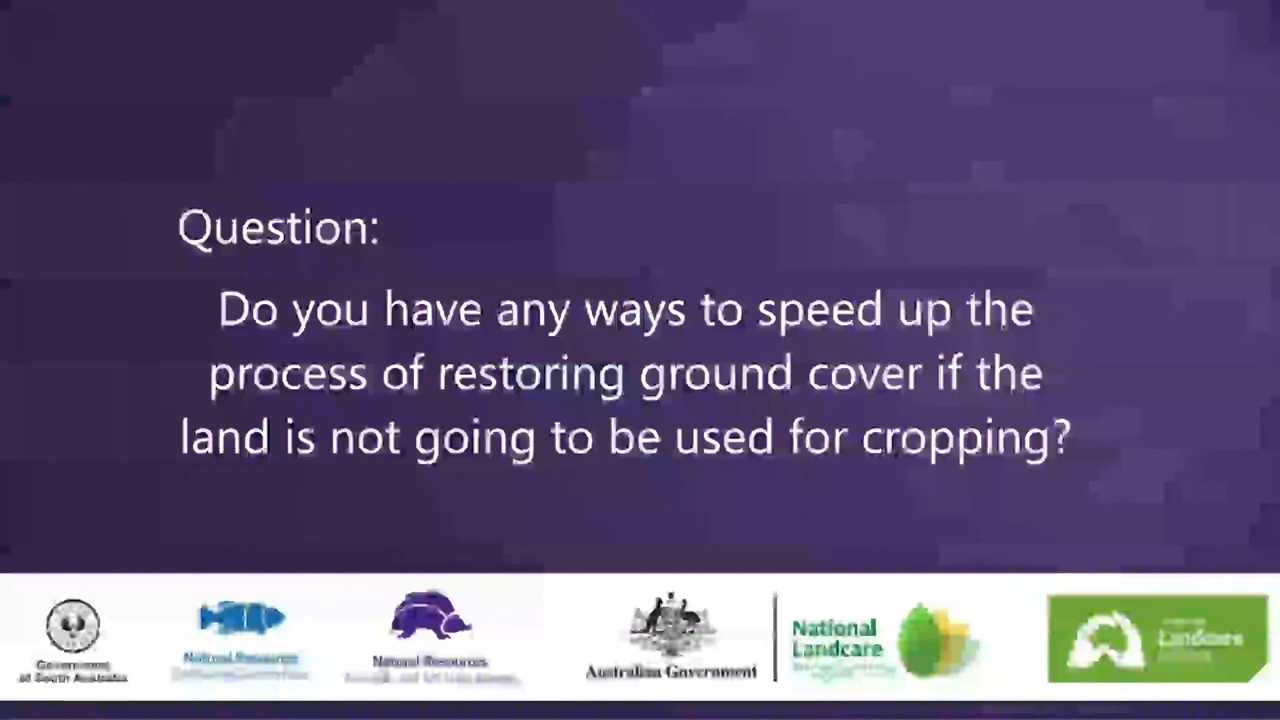 Question:
Do you have any ways to speed up the
process of restoring ground cover if the
land is not going to be used for cropping?
Government
of South Australia
Natural Resources
Natural Resources
Australian Government
National
Landcare
Landcare